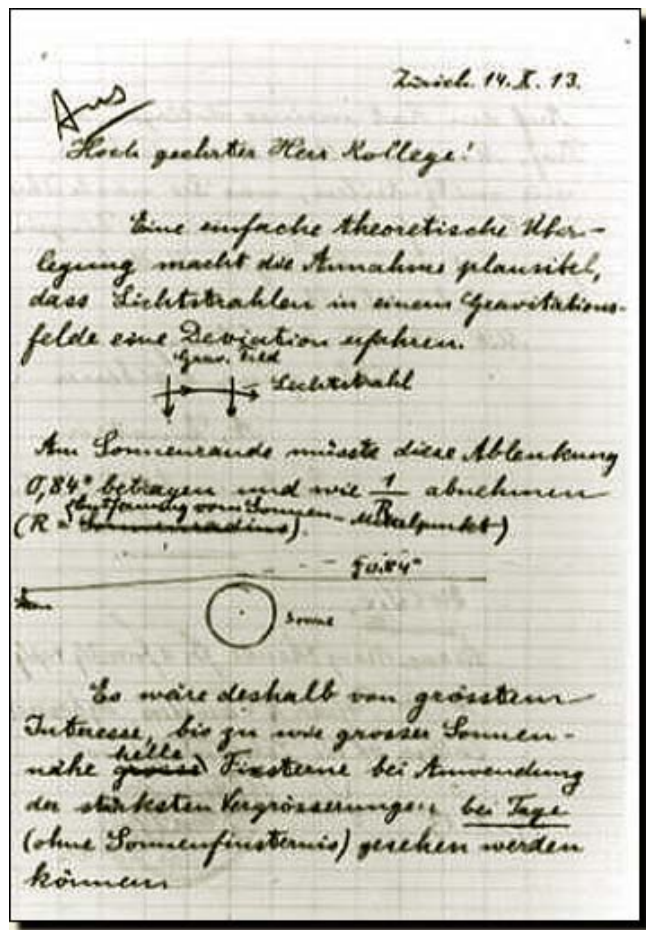 Zürich. 14. X. 13.
Hoch geehrter Herr Kollege!
Eine einfache theoretische Über-
legung macht die Annahme plausibel,
dass Lichtstrahlen in einem Gravitations-
felde eine Deviation erfahren.
Grav. Feld
Lichtstrahl
Am Sonnenrande müsste diese Ablenkung
0,84" betragen und wie 1/R abnehmen
(Entfernung vom Sonnen-Mittelpunkt)
(R = Sonnenradius).
0.84"
Sonne
Es wäre deshalb von grösstem
Interesse, bis zu wie grosser Sonnen-
helle
nähe grosse Fixsterne bei Anwendung
der stärksten Vergrösserungen bei Tage
(ohne Sonnenfinsternis) gesehen werden
können.